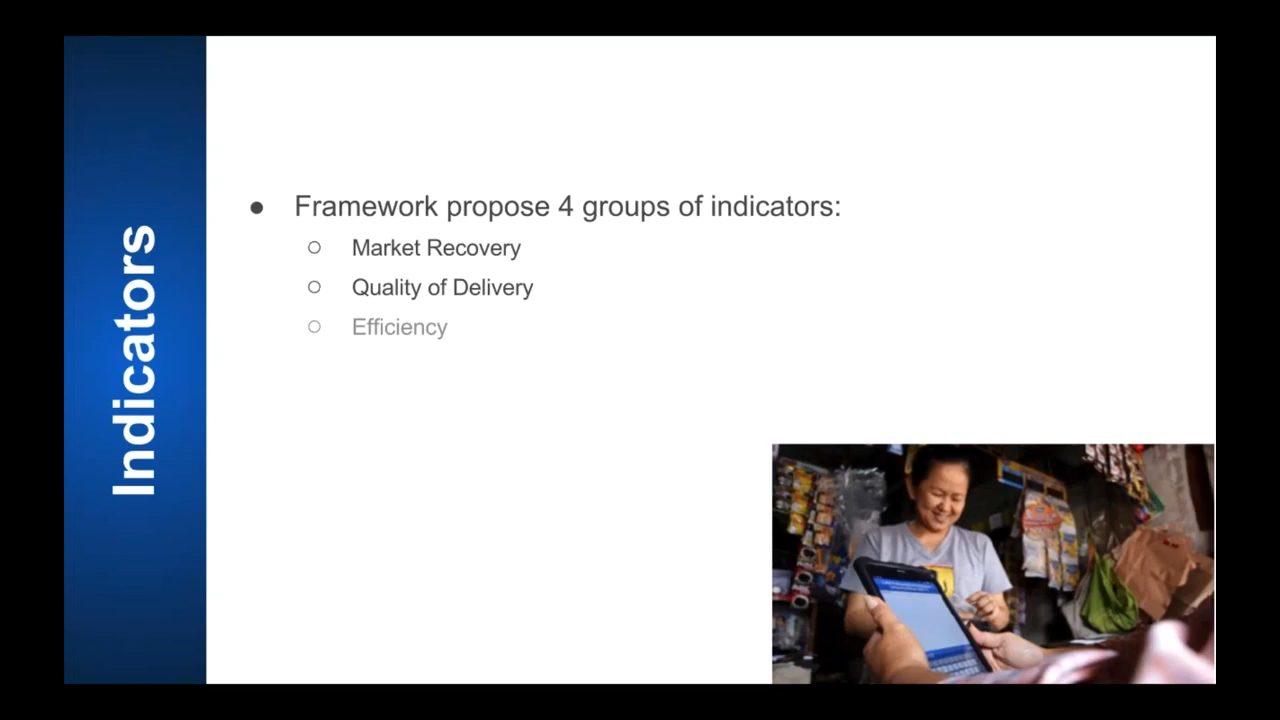 Indicators
● Framework propose 4 groups of indicators:
○ Market Recovery
○ Quality of Delivery
○ Efficiency